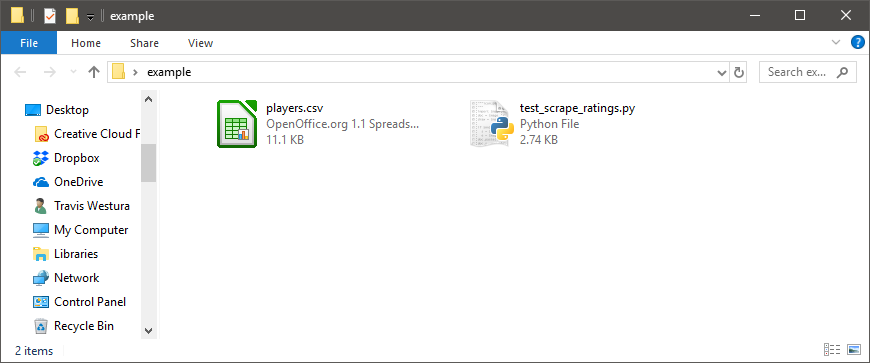 example
File Home Share View
example Search ex...
Desktop
Creative Cloud F
Dropbox
OneDrive
Travis Westura
My Computer
Libraries
Network
Control Panel
Recycle Bin
players.csv
OpenOffice.org 1.1 Spreads...
11.1 KB
test_scrape_ratings.py
Python File
2.74 KB
2 items